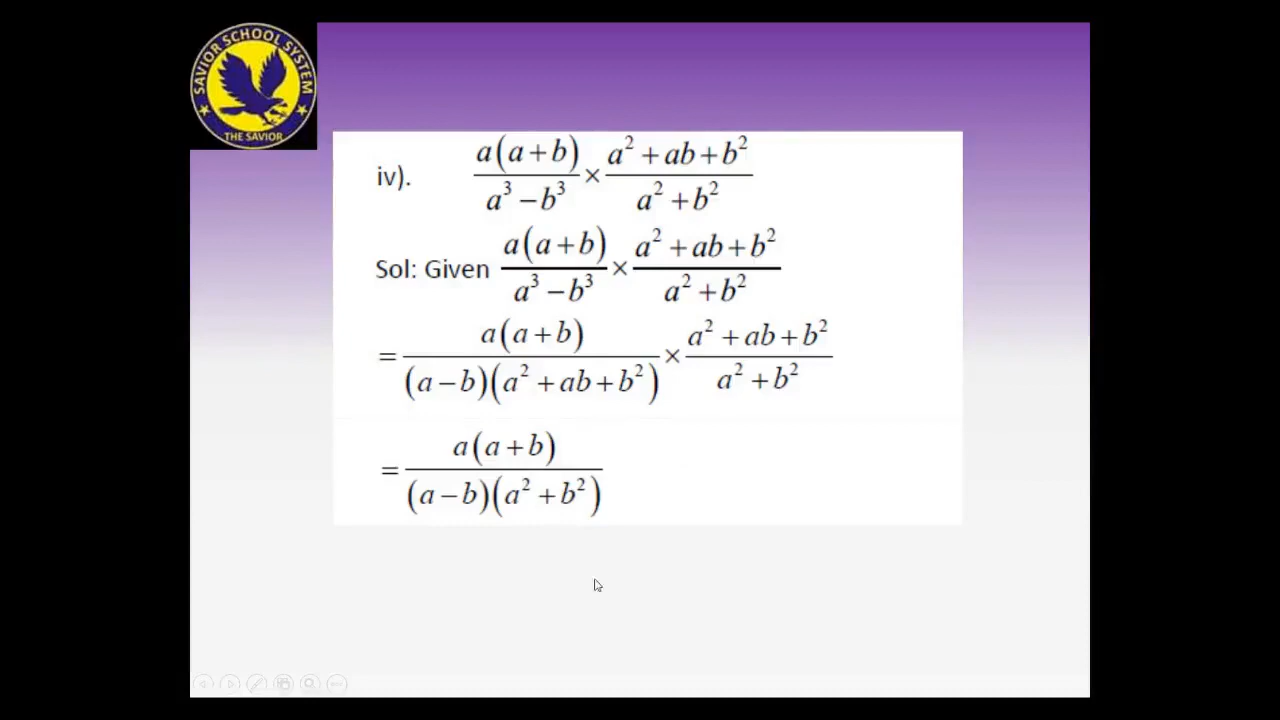 SAVIOR SCHOOL SYSTEM
THE SAVIOR
iv). a(a+b)/(a³−b³) × (a²+ab+b²)/(a²+b²)
Sol: Given a(a+b)/(a³−b³) × (a²+ab+b²)/(a²+b²)
= a(a+b)/((a−b)(a²+ab+b²)) × (a²+ab+b²)/(a²+b²)
= a(a+b)/((a−b)(a²+b²))